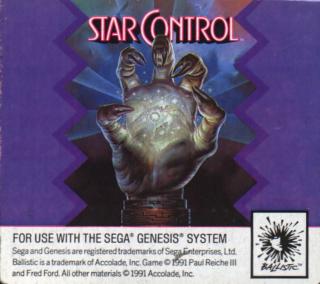 STAR CONTROL™
FOR USE WITH THE SEGA® GENESIS® SYSTEM
Sega and Genesis are registered trademarks of Sega Enterprises, Ltd.
Ballistic is a trademark of Accolade, Inc. Game © 1991 Paul Reiche III
and Fred Ford. All other materials © 1991 Accolade, Inc.
BALLISTIC™